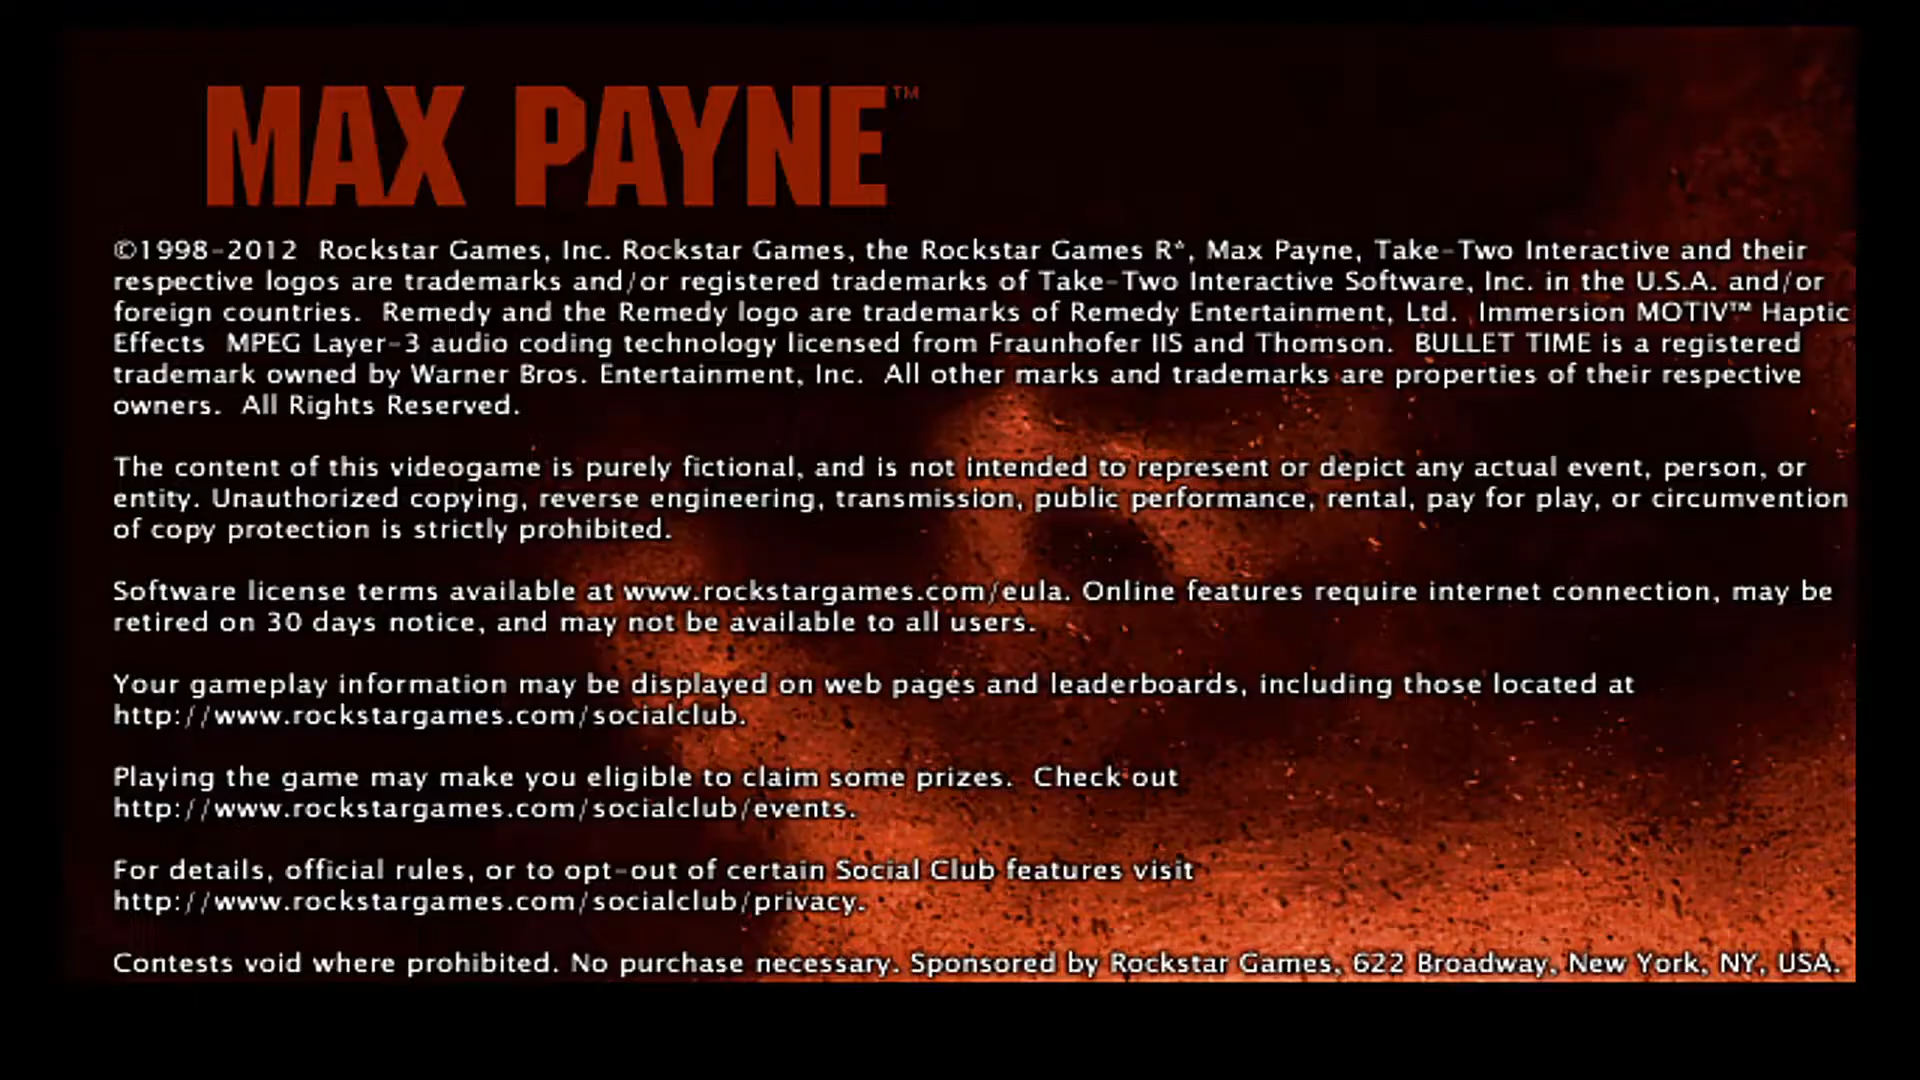 MAX PAYNE™
©1998-2012  Rockstar Games, Inc. Rockstar Games, the Rockstar Games R*, Max Payne, Take-Two Interactive and their
respective logos are trademarks and/or registered trademarks of Take-Two Interactive Software, Inc. in the U.S.A. and/or
foreign countries.  Remedy and the Remedy logo are trademarks of Remedy Entertainment, Ltd.  Immersion MOTIV™ Haptic
Effects  MPEG Layer-3 audio coding technology licensed from Fraunhofer IIS and Thomson.  BULLET TIME is a registered
trademark owned by Warner Bros. Entertainment, Inc.  All other marks and trademarks are properties of their respective
owners.  All Rights Reserved.
The content of this videogame is purely fictional, and is not intended to represent or depict any actual event, person, or
entity. Unauthorized copying, reverse engineering, transmission, public performance, rental, pay for play, or circumvention
of copy protection is strictly prohibited.
Software license terms available at www.rockstargames.com/eula. Online features require internet connection, may be
retired on 30 days notice, and may not be available to all users.
Your gameplay information may be displayed on web pages and leaderboards, including those located at
http://www.rockstargames.com/socialclub.
Playing the game may make you eligible to claim some prizes.  Check out
http://www.rockstargames.com/socialclub/events.
For details, official rules, or to opt-out of certain Social Club features visit
http://www.rockstargames.com/socialclub/privacy.
Contests void where prohibited. No purchase necessary. Sponsored by Rockstar Games, 622 Broadway, New York, NY, USA.